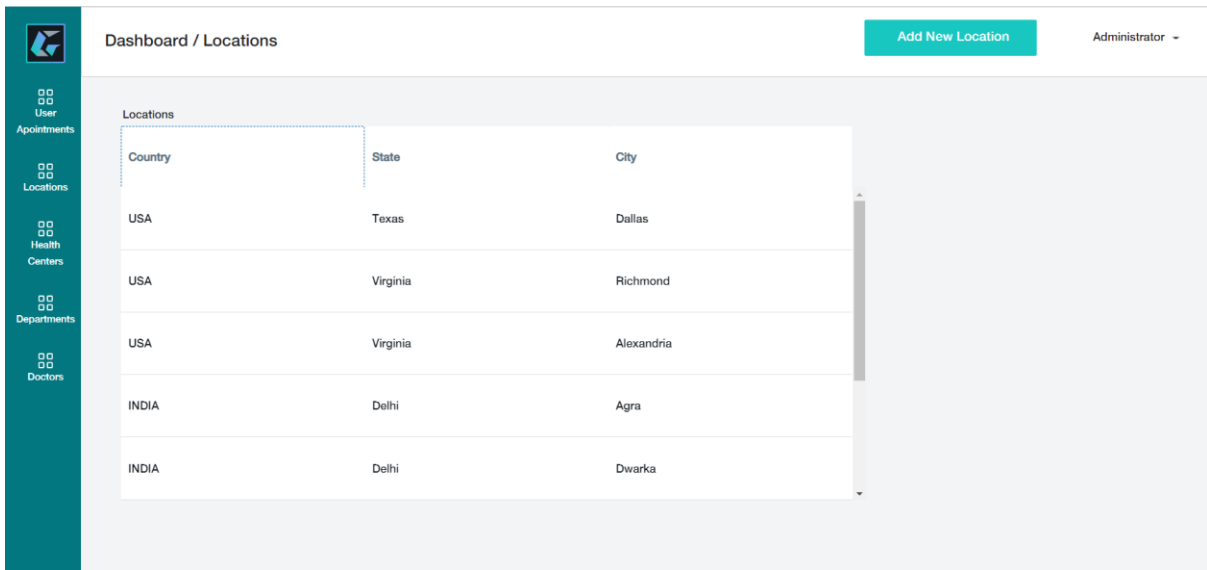 Dashboard / Locations
Add New Location
Administrator
User
Apointments
Locations
Health
Centers
Departments
Doctors
Locations
Country State City
USA Texas Dallas
USA Virginia Richmond
USA Virginia Alexandria
INDIA Delhi Agra
INDIA Delhi Dwarka